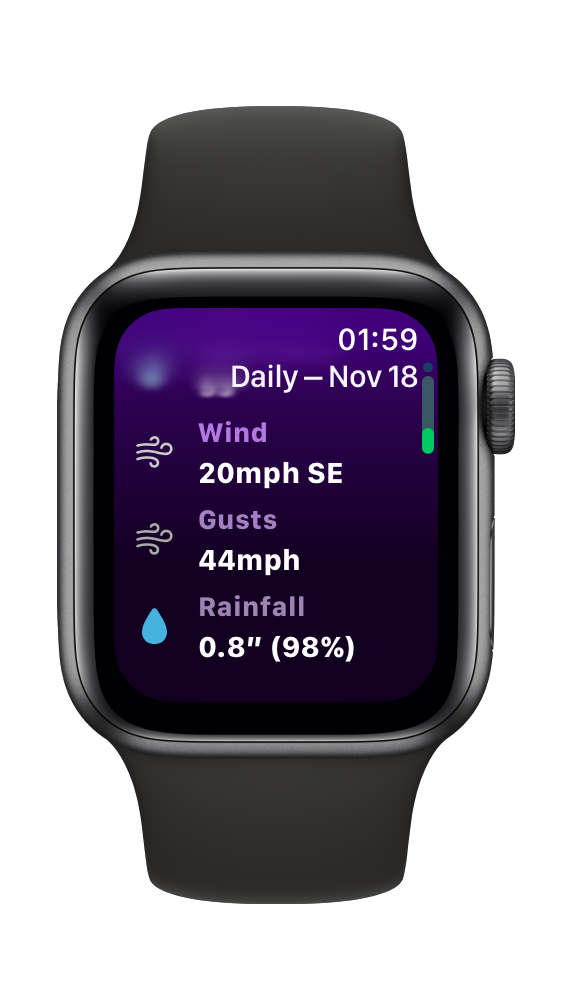 01:59
Daily – Nov 18
Wind
20mph SE
Gusts
44mph
Rainfall
0.8″ (98%)